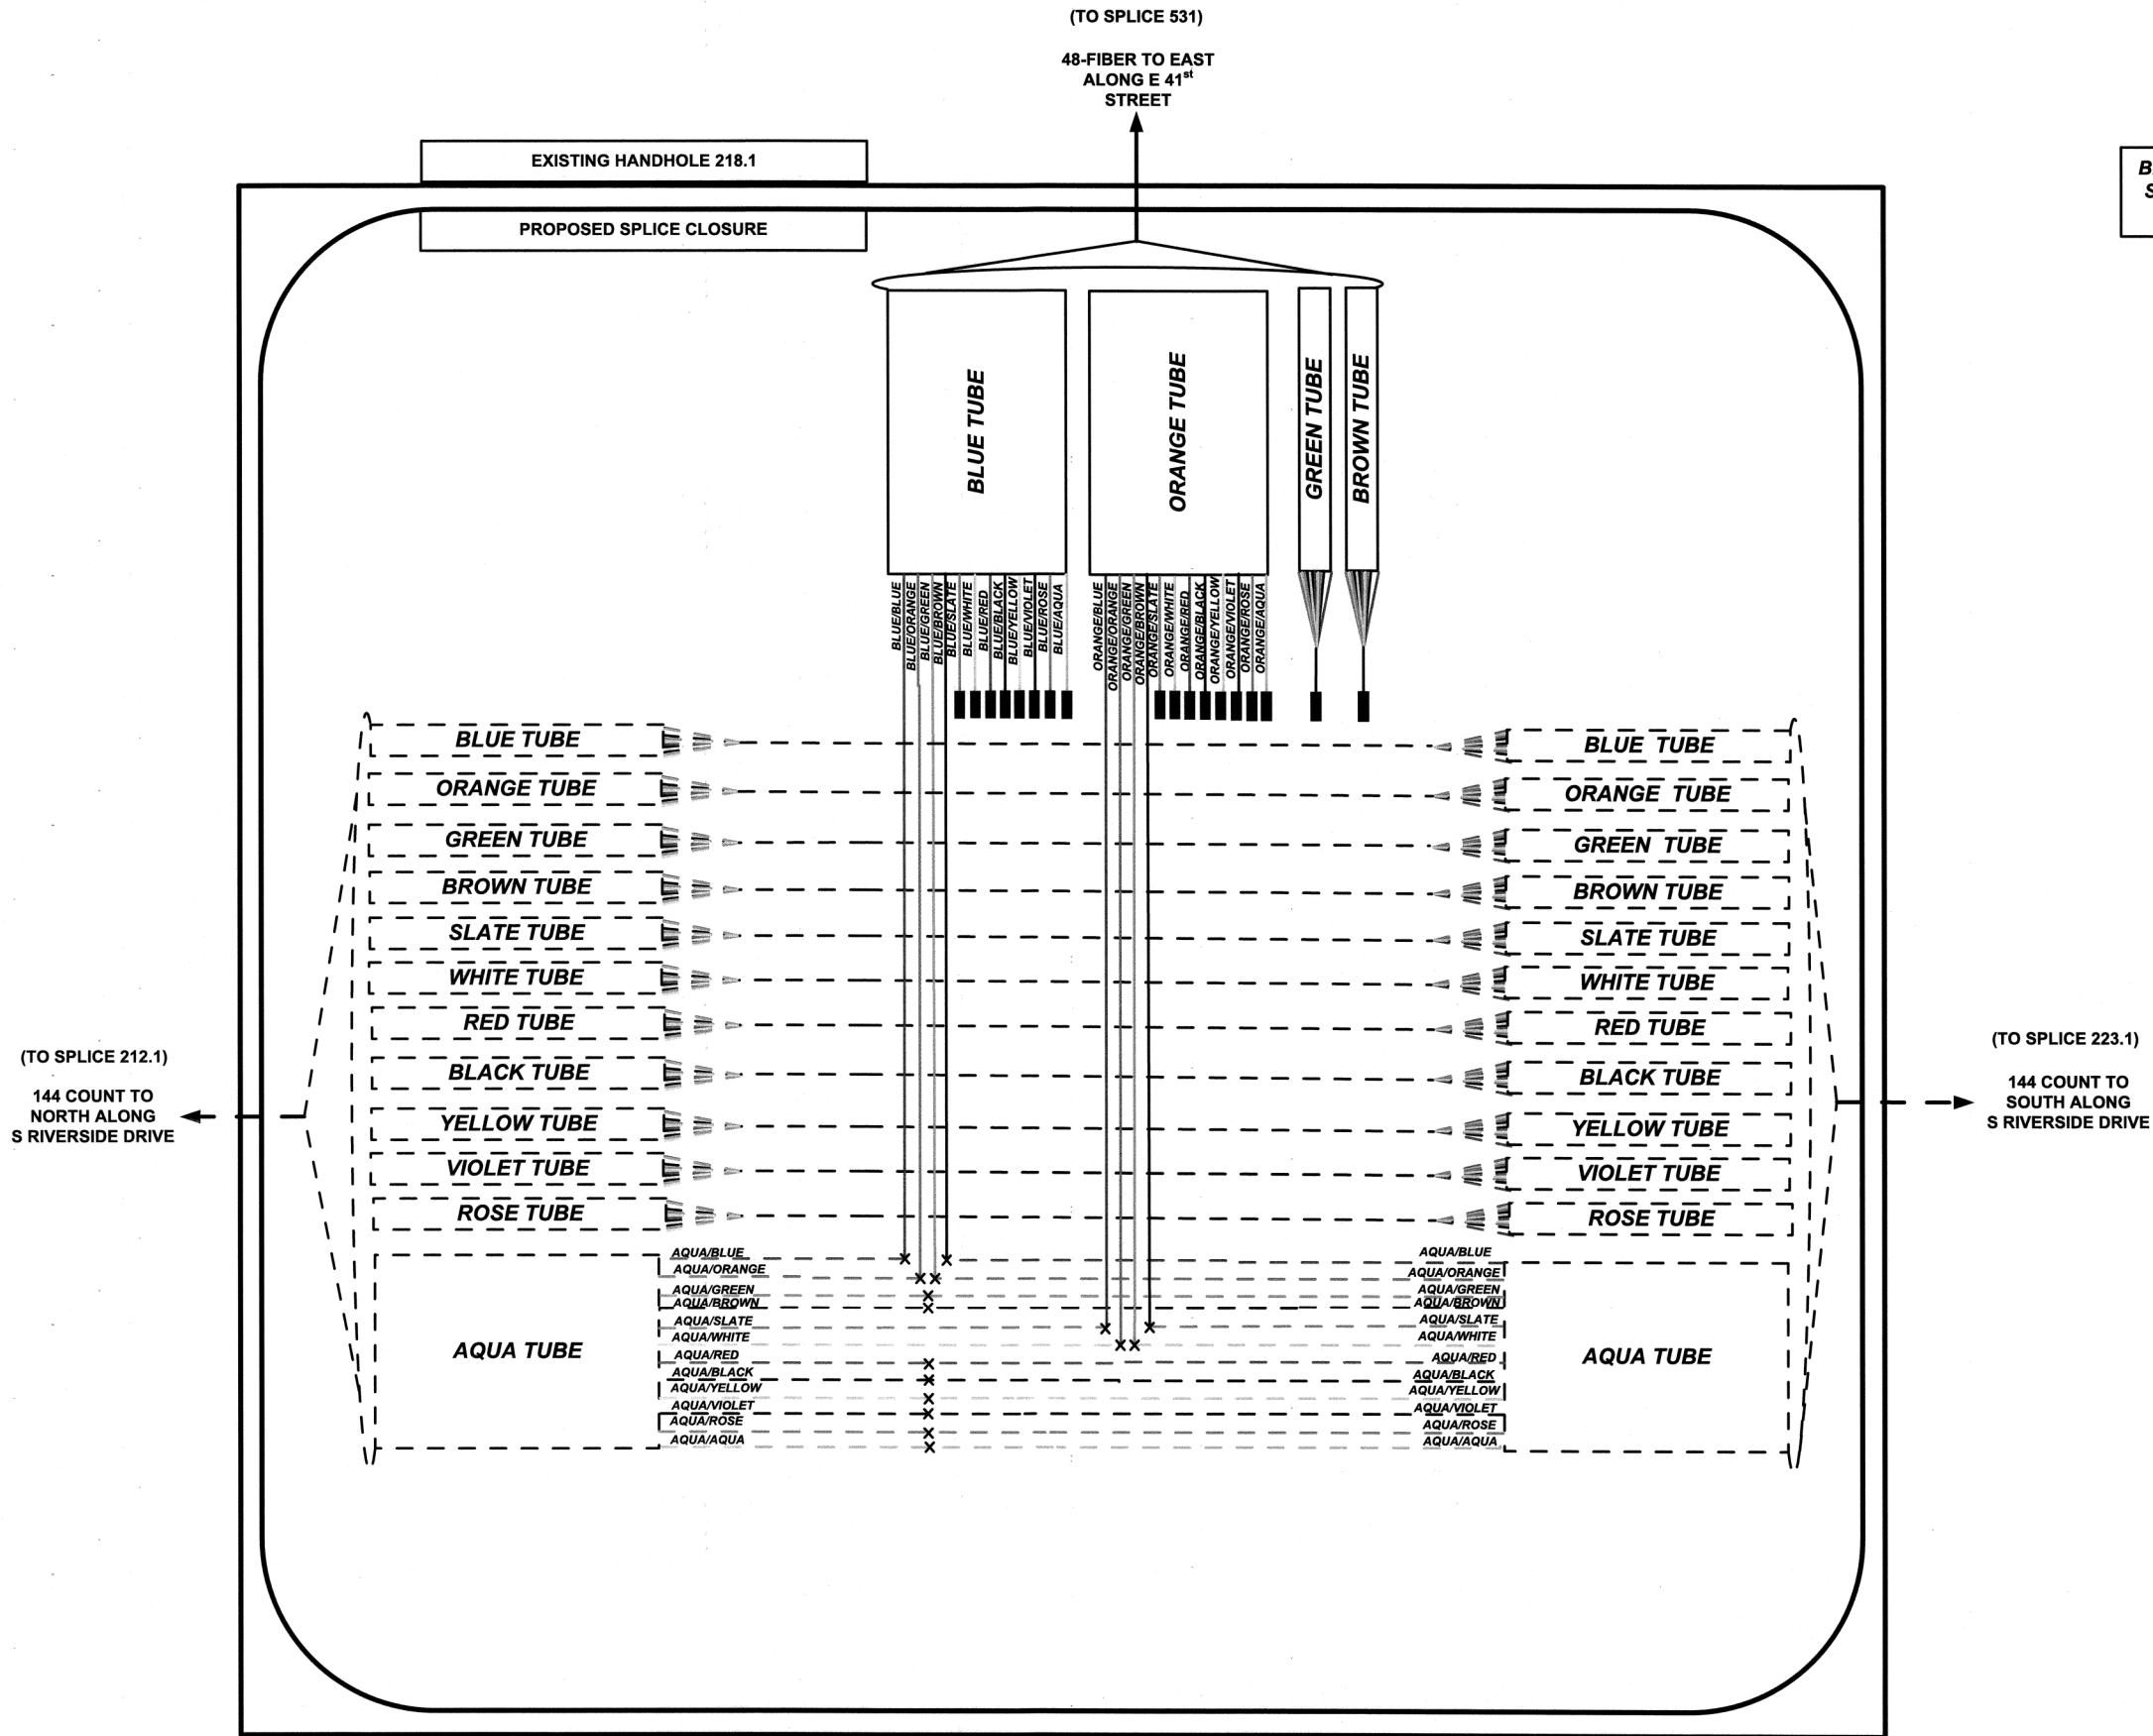 (TO SPLICE 531)
48-FIBER TO EAST
ALONG E 41st
STREET
EXISTING HANDHOLE 218.1
PROPOSED SPLICE CLOSURE
B
S
BLUE TUBE
ORANGE TUBE
GREEN TUBE
BROWN TUBE
BLUE/BLUE
BLUE/ORANGE
BLUE/GREEN
BLUE/BROWN
BLUE/SLATE
BLUE/WHITE
BLUE/RED
BLUE/BLACK
BLUE/YELLOW
BLUE/VIOLET
BLUE/ROSE
BLUE/AQUA
ORANGE/BLUE
ORANGE/ORANGE
ORANGE/GREEN
ORANGE/BROWN
ORANGE/SLATE
ORANGE/WHITE
ORANGE/RED
ORANGE/BLACK
ORANGE/YELLOW
ORANGE/VIOLET
ORANGE/ROSE
ORANGE/AQUA
BLUE TUBE
ORANGE TUBE
GREEN TUBE
BROWN TUBE
SLATE TUBE
WHITE TUBE
RED TUBE
BLACK TUBE
YELLOW TUBE
VIOLET TUBE
ROSE TUBE
AQUA TUBE
BLUE TUBE
ORANGE TUBE
GREEN TUBE
BROWN TUBE
SLATE TUBE
WHITE TUBE
RED TUBE
BLACK TUBE
YELLOW TUBE
VIOLET TUBE
ROSE TUBE
AQUA TUBE
(TO SPLICE 212.1)
144 COUNT TO
NORTH ALONG
S RIVERSIDE DRIVE
(TO SPLICE 223.1)
144 COUNT TO
SOUTH ALONG
S RIVERSIDE DRIVE
AQUA/BLUE
AQUA/ORANGE
AQUA/GREEN
AQUA/BROWN
AQUA/SLATE
AQUA/WHITE
AQUA/RED
AQUA/BLACK
AQUA/YELLOW
AQUA/VIOLET
AQUA/ROSE
AQUA/AQUA
AQUA/BLUE
AQUA/ORANGE
AQUA/GREEN
AQUA/BROWN
AQUA/SLATE
AQUA/WHITE
AQUA/RED
AQUA/BLACK
AQUA/YELLOW
AQUA/VIOLET
AQUA/ROSE
AQUA/AQUA